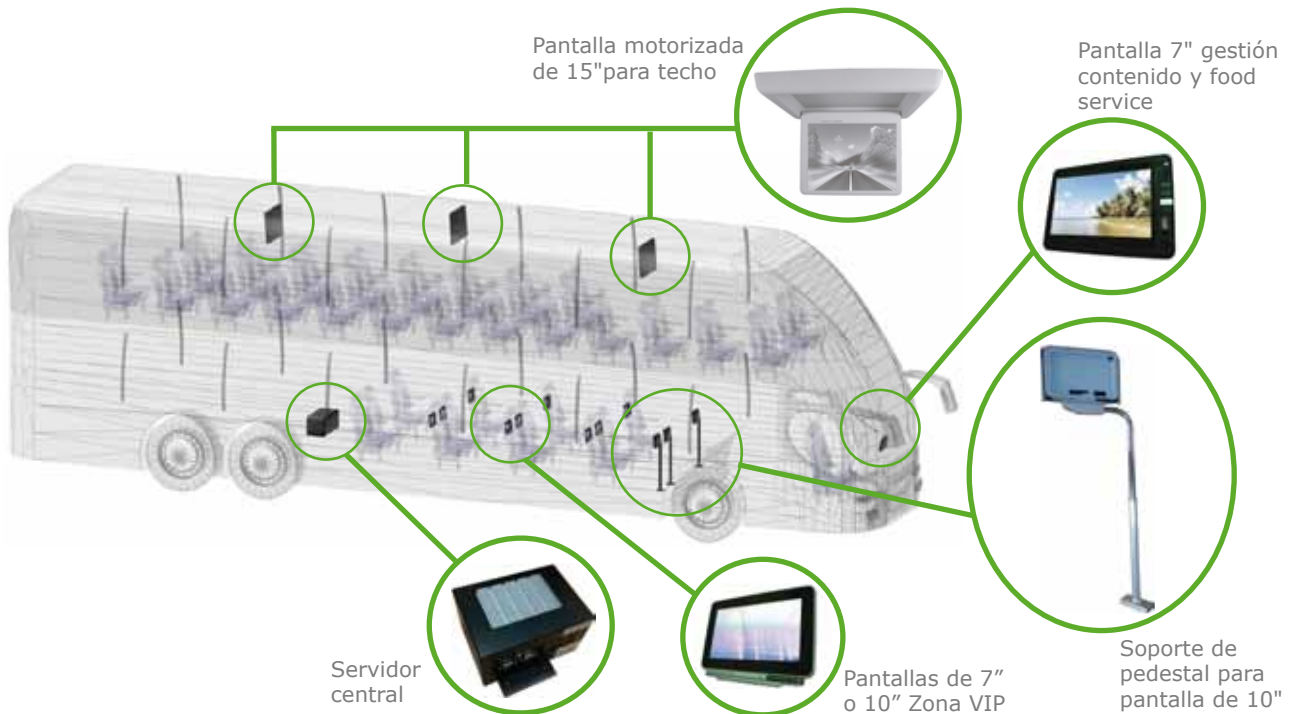 Pantalla motorizada
de 15"para techo
Pantalla 7" gestión
contenido y food
service
Servidor
central
Pantallas de 7”
o 10” Zona VIP
Soporte de
pedestal para
pantalla de 10"